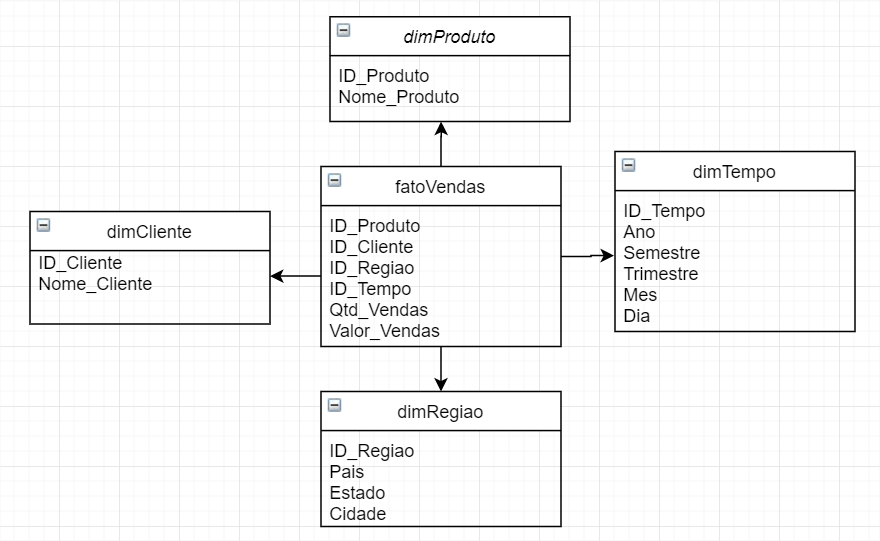 dimProduto
ID_Produto
Nome_Produto
fatoVendas
ID_Produto
ID_Cliente
ID_Regiao
ID_Tempo
Qtd_Vendas
Valor_Vendas
dimTempo
ID_Tempo
Ano
Semestre
Trimestre
Mes
Dia
dimCliente
ID_Cliente
Nome_Cliente
dimRegiao
ID_Regiao
Pais
Estado
Cidade